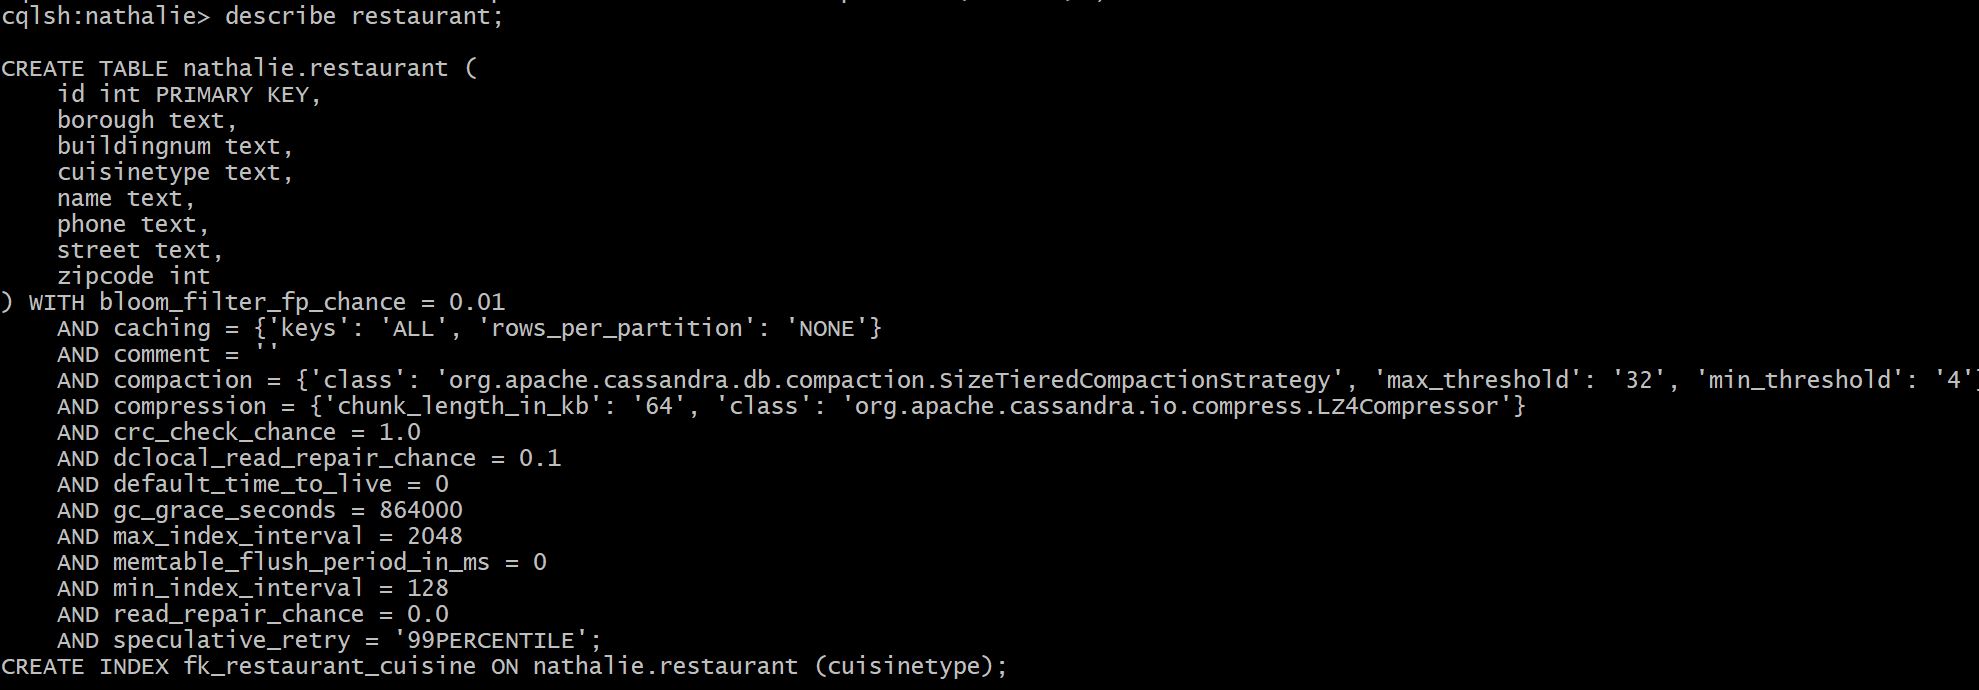 cqlsh:nathalie> describe restaurant;
CREATE TABLE nathalie.restaurant (
    id int PRIMARY KEY,
    borough text,
    buildingnum text,
    cuisinetype text,
    name text,
    phone text,
    street text,
    zipcode int
) WITH bloom_filter_fp_chance = 0.01
    AND caching = {'keys': 'ALL', 'rows_per_partition': 'NONE'}
    AND comment = ''
    AND compaction = {'class': 'org.apache.cassandra.db.compaction.SizeTieredCompactionStrategy', 'max_threshold': '32', 'min_threshold': '4'}
    AND compression = {'chunk_length_in_kb': '64', 'class': 'org.apache.cassandra.io.compress.LZ4Compressor'}
    AND crc_check_chance = 1.0
    AND dclocal_read_repair_chance = 0.1
    AND default_time_to_live = 0
    AND gc_grace_seconds = 864000
    AND max_index_interval = 2048
    AND memtable_flush_period_in_ms = 0
    AND min_index_interval = 128
    AND read_repair_chance = 0.0
    AND speculative_retry = '99PERCENTILE';
CREATE INDEX fk_restaurant_cuisine ON nathalie.restaurant (cuisinetype);